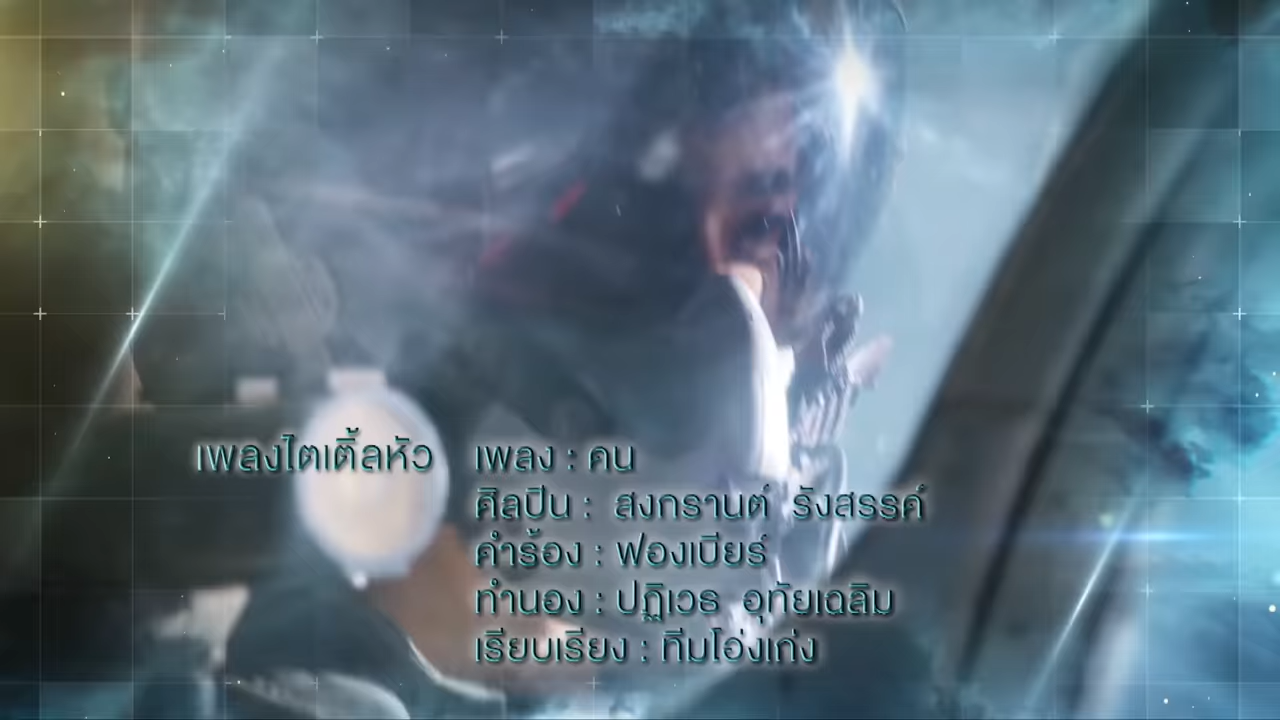 เพลงไตเติ้ลหัว เพลง : คน
ศิลปิน : สงกรานต์ รังสรรค์
คำร้อง : ฟองเบียร์
ทำนอง : ปฏิเวธ อุทัยเฉลิม
เรียบเรียง : ทีมโอ่งเก่ง